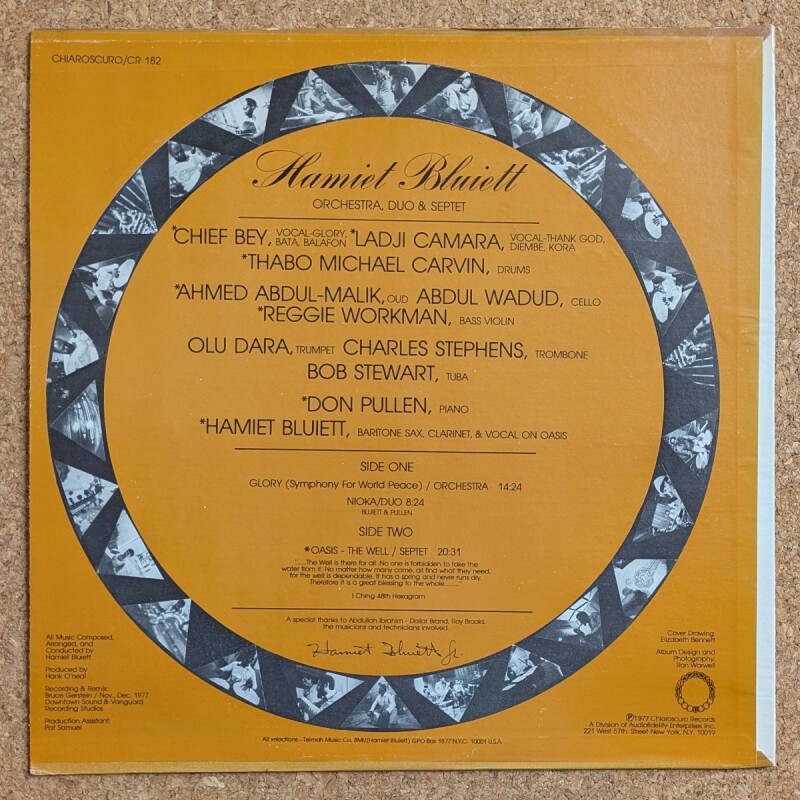 CHIAROSCURO/CR 182
Hamiet Bluiett
ORCHESTRA, DUO & SEPTET
*CHIEF BEY, VOCAL-GLORY, BATA, BALAFON *LADJI CAMARA, VOCAL-THANK GOD, DJEMBE, KORA
*THABO MICHAEL CARVIN, DRUMS
*AHMED ABDUL-MALIK, OUD ABDUL WADUD, CELLO
*REGGIE WORKMAN, BASS VIOLIN
OLU DARA, TRUMPET CHARLES STEPHENS, TROMBONE
BOB STEWART, TUBA
*DON PULLEN, PIANO
*HAMIET BLUIETT, BARITONE SAX, CLARINET, & VOCAL ON OASIS
SIDE ONE
GLORY (Symphony For World Peace) / ORCHESTRA 14:24
NIOKA/DUO 8:24
BLUIETT & PULLEN
SIDE TWO
*OASIS - THE WELL / SEPTET 20:31
"....The Well is there for all. No one is forbidden to take the
water from it. No matter how many come, all find what they need,
for the well is dependable. It has a spring and never runs dry.
Therefore it is a great blessing to the whole........"
I Ching 48th Hexagram
A special thanks to Abdullah Ibrahim - Dollar Brand, Roy Brooks,
the musicians and technicians involved.
Hamiet Bluiett Jr.
All Music Composed,
Arranged, and
Conducted by
Hamiet Bluiett
Produced by
Hank O'neal
Recording & Remix:
Bruce Gerstein / Nov., Dec. 1977
Downtown Sound & Vanguard
Recording Studios
Production Assistant:
Pat Samuel
Cover Drawing:
Elizabeth Bennett
Album Design and
Photography:
Ron Warwell
℗1977 Chiaroscuro Records
A Division of Audiofidelity Enterprises Inc.
221 West 57th, Street New York, N.Y. 10019
All selections - Telmah Music Co. BMI/(Hamiet Bluiett) GPO Box 1877 N.Y.C. 10001 U.S.A.